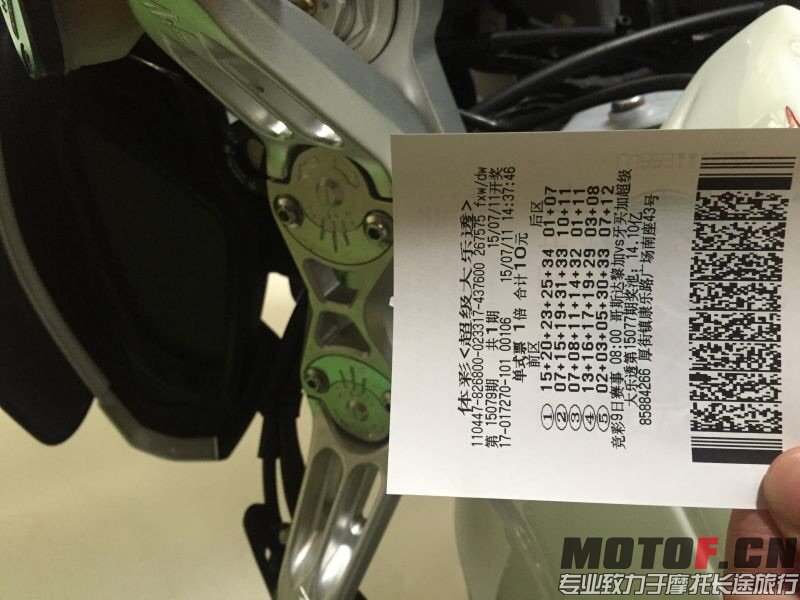 体彩<超级大乐透>
110447-826800-023317-437600 267575 Txw/dw
第 15079期 共1期 15/07/11开奖
17-017270-101 00106 15/07/11 14:37:46
单式票 1倍 合计10元
前区 后区
① 15+20+23+25+34 01+07
② 07+25+29+31+33 10+11
③ 07+08+11+14+32 01+11
④ 13+16+17+19+29 03+08
⑤ 02+03+05+30+33 07+12
竞彩9日赛事 08:00 哥斯达黎加vs牙买加超级
大乐透第15077期奖池: 14.10亿
85884266 厚街镇康乐路广场南座43号
MOTOF.CN
专业致力于摩托长途旅行